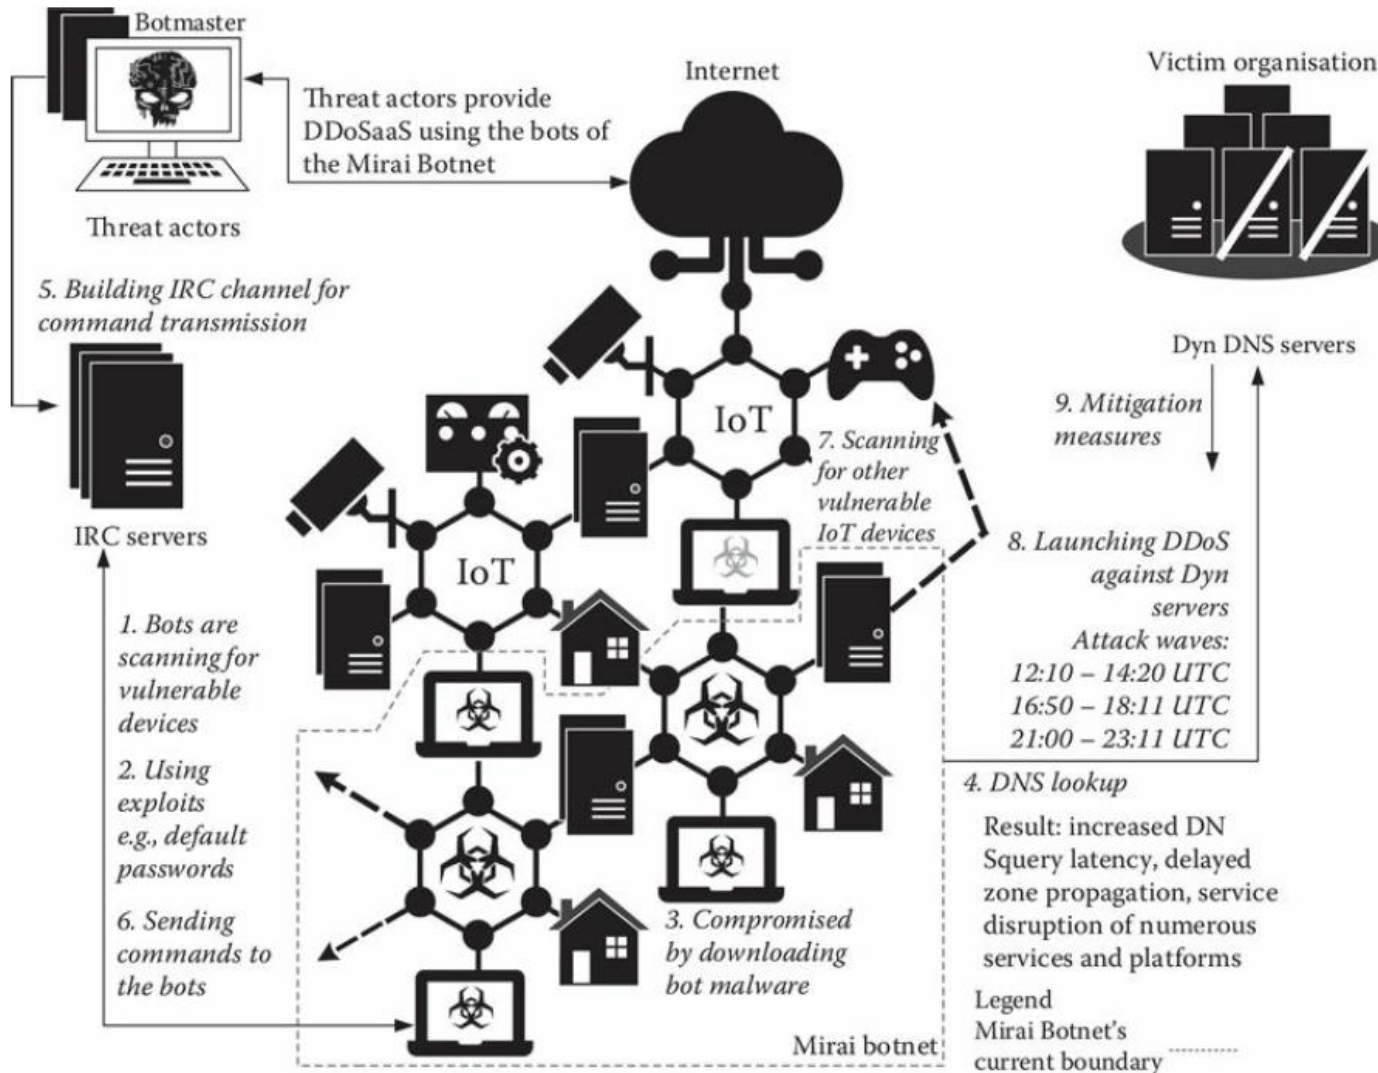 Botmaster
Threat actors provide
DDoSaaS using the bots of
the Mirai Botnet
Internet
Victim organisation
Threat actors
5. Building IRC channel for
command transmission
IRC servers
IoT
IoT
7. Scanning
for other
vulnerable
IoT devices
Dyn DNS servers
9. Mitigation
measures
8. Launching DDoS
against Dyn
servers
Attack waves:
12:10 – 14:20 UTC
16:50 – 18:11 UTC
21:00 – 23:11 UTC
1. Bots are
scanning for
vulnerable
devices
2. Using
exploits
e.g., default
passwords
6. Sending
commands to
the bots
3. Compromised
by downloading
bot malware
Mirai botnet
4. DNS lookup
Result: increased DN
Squery latency, delayed
zone propagation, service
disruption of numerous
services and platforms
Legend
Mirai Botnet's
current boundary